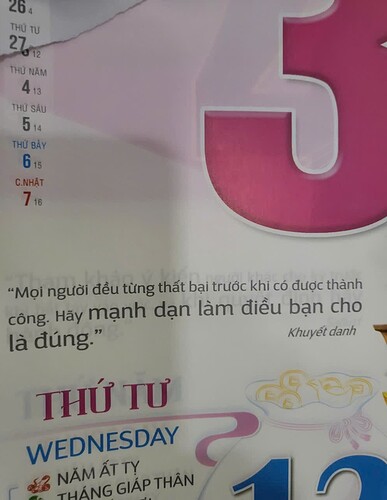 26 4
THỨ TƯ
27 12
THỨ NĂM
4 13
THỨ SÁU
5 14
THỨ BẢY
6 15
C.NHẬT
7 16
3
“Mọi người đều từng thất bại trước khi có được thành
công. Hãy mạnh dạn làm điều bạn cho
là đúng.”
Khuyết danh
THỨ TƯ
WEDNESDAY
NĂM ẤT TỴ
THÁNG GIÁP THÂN
12